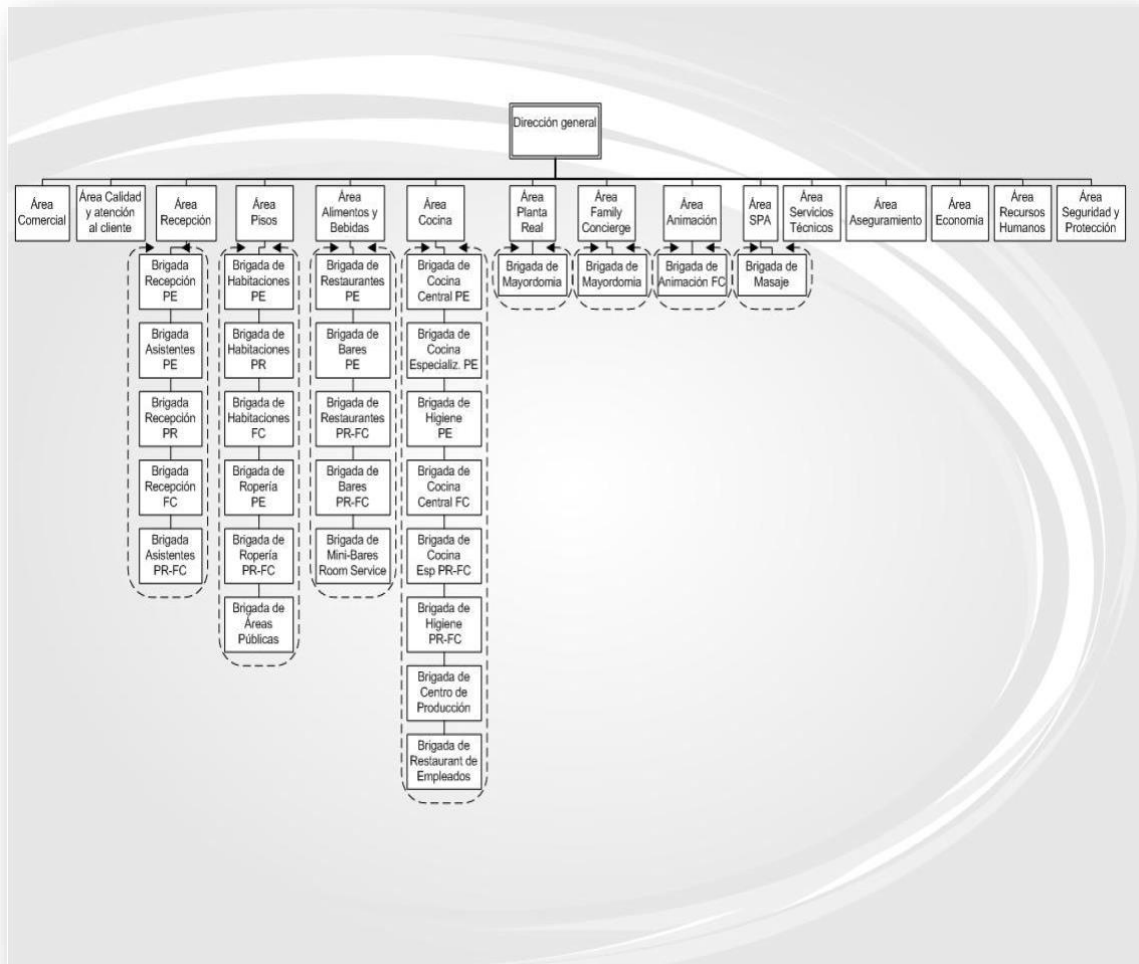 Dirección general
Área
Comercial
Área Calidad
y atención
al cliente
Área
Recepción
Área
Pisos
Área
Alimentos y
Bebidas
Área
Cocina
Área
Planta
Real
Área
Family
Concierge
Área
Animación
Área
SPA
Área
Servicios
Técnicos
Área
Aseguramiento
Área
Economía
Área
Recursos
Humanos
Área
Seguridad y
Protección
Brigada
Recepción
PE
Brigada
Asistentes
PE
Brigada
Recepción
PR
Brigada
Recepción
FC
Brigada
Asistentes
PR-FC
Brigada de
Habitaciones
PE
Brigada de
Habitaciones
PR
Brigada de
Habitaciones
FC
Brigada de
Ropería
PE
Brigada de
Ropería
PR-FC
Brigada de
Áreas
Públicas
Brigada de
Restaurantes
PE
Brigada de
Bares
PE
Brigada de
Restaurantes
PR-FC
Brigada de
Bares
PR-FC
Brigada de
Mini-Bares
Room Service
Brigada de
Cocina
Central PE
Brigada de
Cocina
Especializ. PE
Brigada de
Higiene
PE
Brigada de
Cocina
Central FC
Brigada de
Cocina
Esp PR-FC
Brigada de
Higiene
PR-FC
Brigada de
Centro de
Producción
Brigada de
Restaurant de
Empleados
Brigada de
Mayordomia
Brigada de
Mayordomia
Brigada de
Animación FC
Brigada de
Masaje